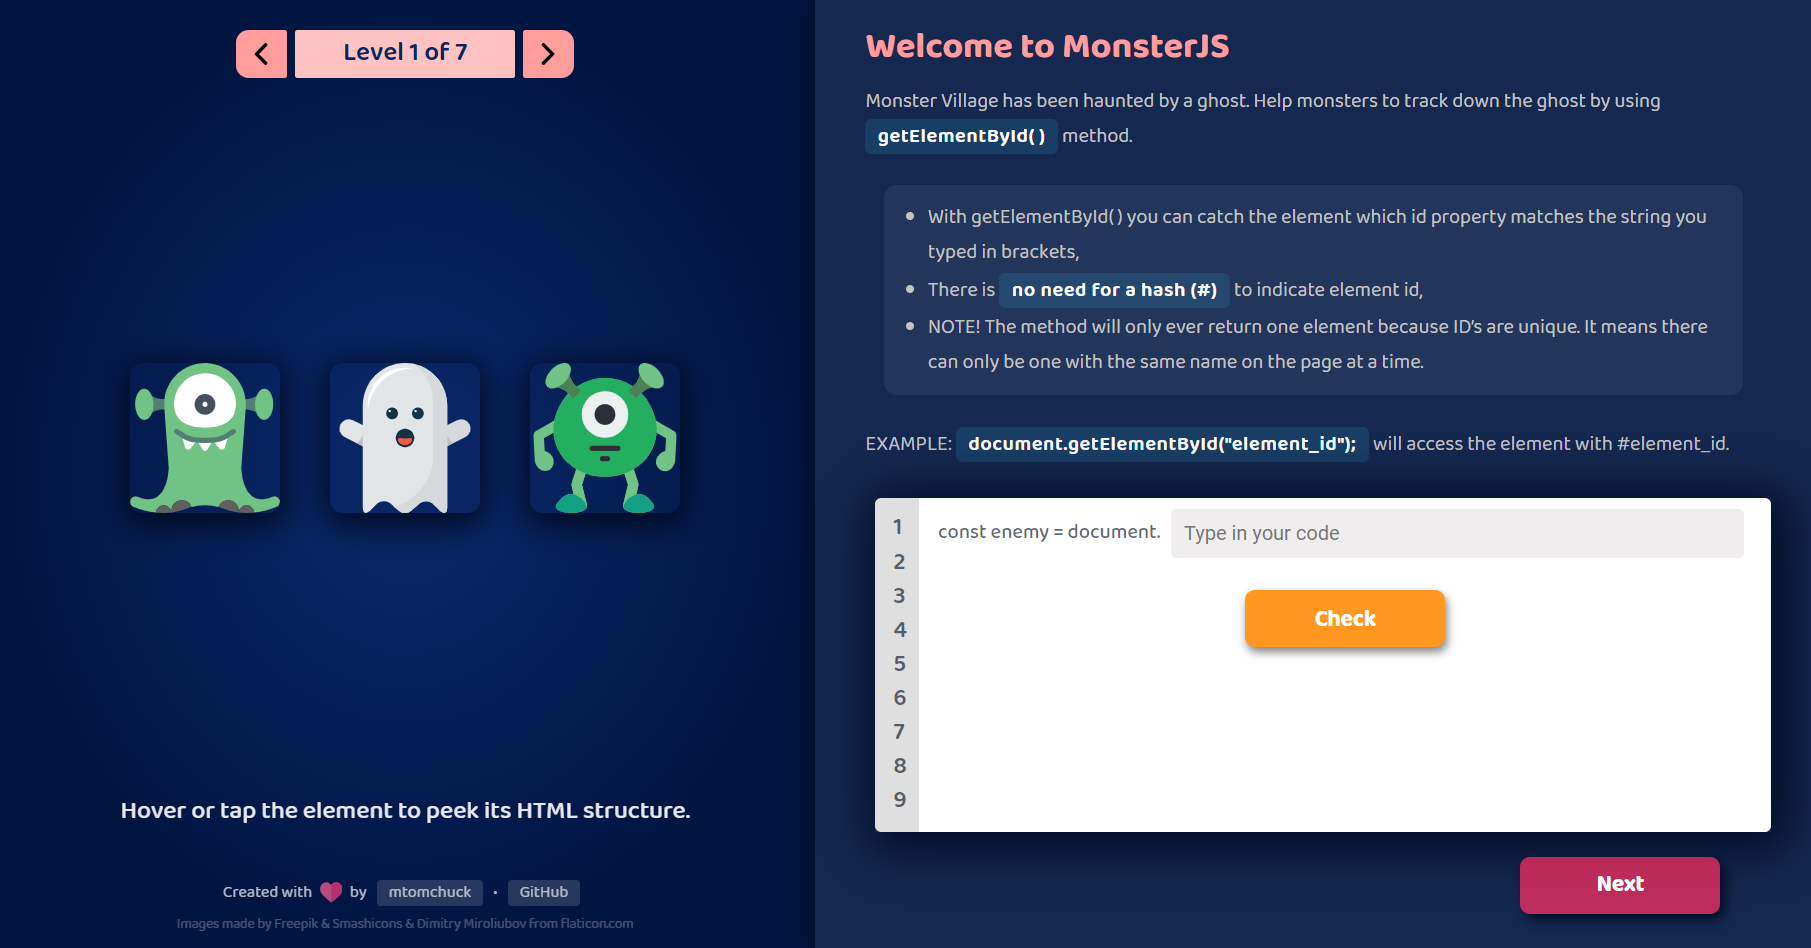 Level 1 of 7
Hover or tap the element to peek its HTML structure.
Created with by mtomchuck · GitHub
Images made by Freepik & Smashicons & Dimitry Miroliubov from flaticon.com
Welcome to MonsterJS
Monster Village has been haunted by a ghost. Help monsters to track down the ghost by using
getElementById() method.
• With getElementById() you can catch the element which id property matches the string you
typed in brackets,
• There is no need for a hash (#) to indicate element id,
• NOTE! The method will only ever return one element because ID's are unique. It means there
can only be one with the same name on the page at a time.
EXAMPLE: document.getElementById("element_id"); will access the element with #element_id.
1 const enemy = document. Type in your code
2
3
Check
4
5
6
7
8
9
Next